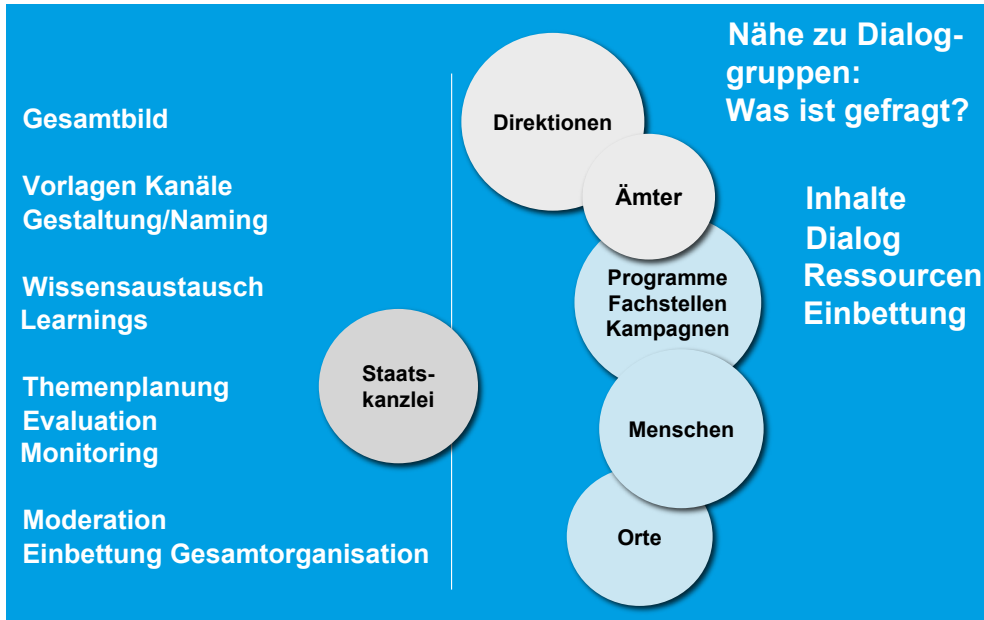 Gesamtbild
Vorlagen Kanäle
Gestaltung/Naming
Wissensaustausch
Learnings
Themenplanung
Evaluation
Monitoring
Moderation
Einbettung Gesamtorganisation
Staats-
kanzlei
Direktionen
Ämter
Programme
Fachstellen
Kampagnen
Menschen
Orte
Nähe zu Dialog-
gruppen:
Was ist gefragt?
Inhalte
Dialog
Ressourcen
Einbettung